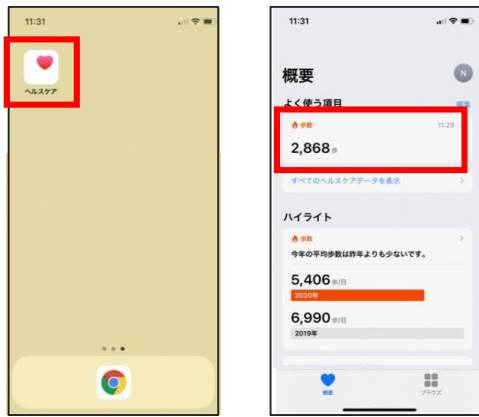 11:31
ヘルスケア
11:31
概要
N
よく使う項目
編集
歩数
11:29
2,868 歩
すべてのヘルスケアデータを表示
ハイライト
歩数
今年の平均歩数は昨年よりも少ないです。
5,406 歩/日
2020年
6,990 歩/日
2019年
概要
ブラウズ